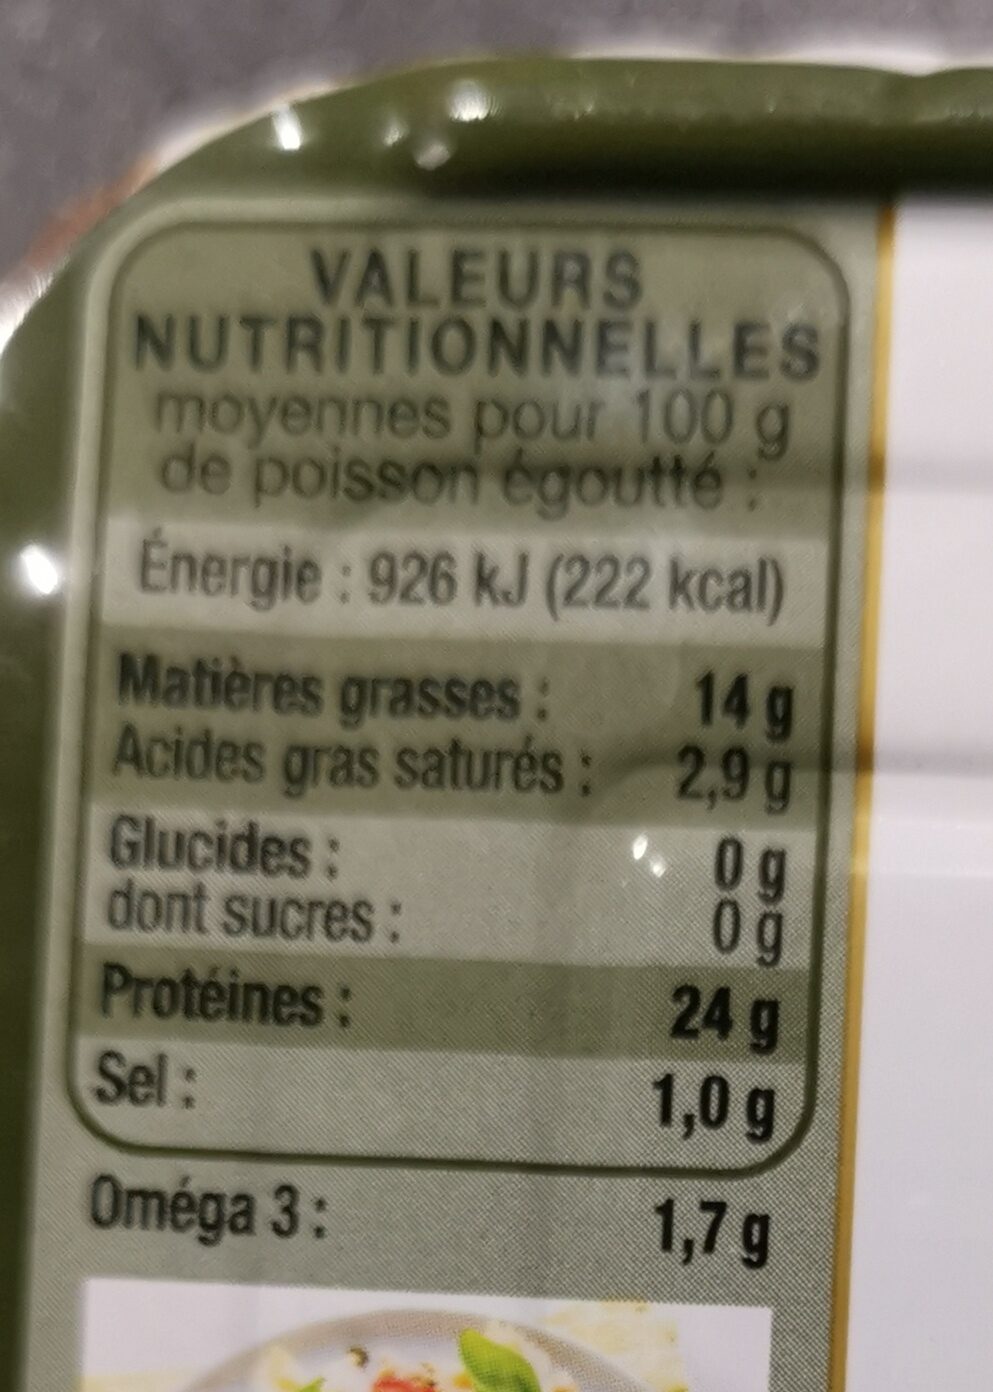 VALEURS
NUTRITIONNELLES
moyennes pour 100 g
de poisson égoutté :
Énergie : 926 kJ (222 kcal)
Matières grasses : 14 g
Acides gras saturés : 2,9 g
Glucides : 0 g
dont sucres : 0 g
Protéines : 24 g
Sel : 1,0 g
Oméga 3 : 1,7 g